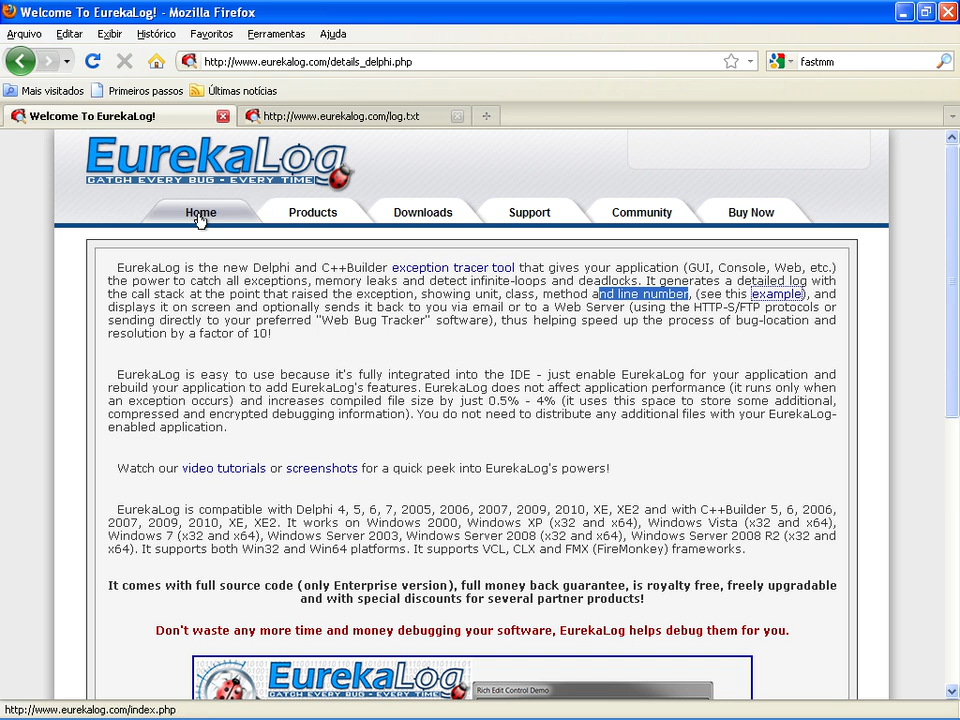 Welcome To EurekaLog! - Mozilla Firefox
Arquivo Editar Exibir Histórico Favoritos Ferramentas Ajuda
http://www.eurekalog.com/details_delphi.php fastmm
Mais visitados Primeiros passos Últimas notícias
Welcome To EurekaLog! http://www.eurekalog.com/log.txt
EurekaLog
CATCH EVERY BUG - EVERY TIME
Home Products Downloads Support Community Buy Now
EurekaLog is the new Delphi and C++Builder exception tracer tool that gives your application (GUI, Console, Web, etc.)
the power to catch all exceptions, memory leaks and detect infinite-loops and deadlocks. It generates a detailed log with
the call stack at the point that raised the exception, showing unit, class, method and line number, (see this example), and
displays it on screen and optionally sends it back to you via email or to a Web Server (using the HTTP-S/FTP protocols or
sending directly to your preferred "Web Bug Tracker" software), thus helping speed up the process of bug-location and
resolution by a factor of 10!
EurekaLog is easy to use because it's fully integrated into the IDE - just enable EurekaLog for your application and
rebuild your application to add EurekaLog's features. EurekaLog does not affect application performance (it runs only when
an exception occurs) and increases compiled file size by just 0.5% - 4% (it uses this space to store some additional,
compressed and encrypted debugging information). You do not need to distribute any additional files with your EurekaLog-
enabled application.
Watch our video tutorials or screenshots for a quick peek into EurekaLog's powers!
EurekaLog is compatible with Delphi 4, 5, 6, 7, 2005, 2006, 2007, 2009, 2010, XE, XE2 and with C++Builder 5, 6, 2006,
2007, 2009, 2010, XE, XE2. It works on Windows 2000, Windows XP (x32 and x64), Windows Vista (x32 and x64),
Windows 7 (x32 and x64), Windows Server 2003, Windows Server 2008 (x32 and x64), Windows Server 2008 R2 (x32 and
x64). It supports both Win32 and Win64 platforms. It supports VCL, CLX and FMX (FireMonkey) frameworks.
It comes with full source code (only Enterprise version), full money back guarantee, is royalty free, freely upgradable
and with special discounts for several partner products!
Don't waste any more time and money debugging your software, EurekaLog helps debug them for you.
EurekaLog
CATCH EVERY BUG - EVERY TIME
Rich Edit Control Demo
http://www.eurekalog.com/index.php